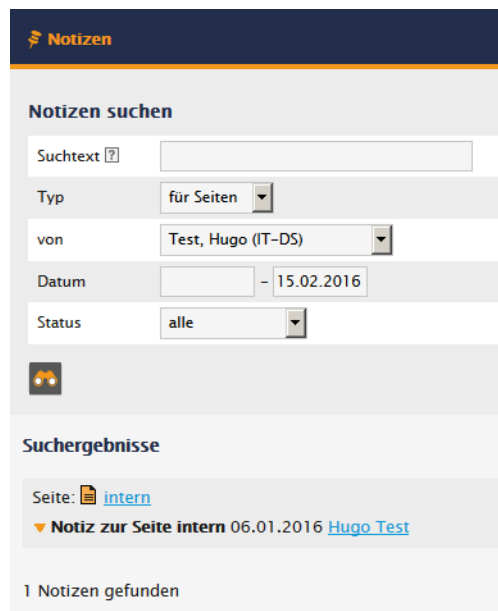 Notizen
Notizen suchen
Suchtext ?
Typ für Seiten
von Test, Hugo (IT-DS)
Datum – 15.02.2016
Status alle
Suchergebnisse
Seite: intern
Notiz zur Seite intern 06.01.2016 Hugo Test
1 Notizen gefunden